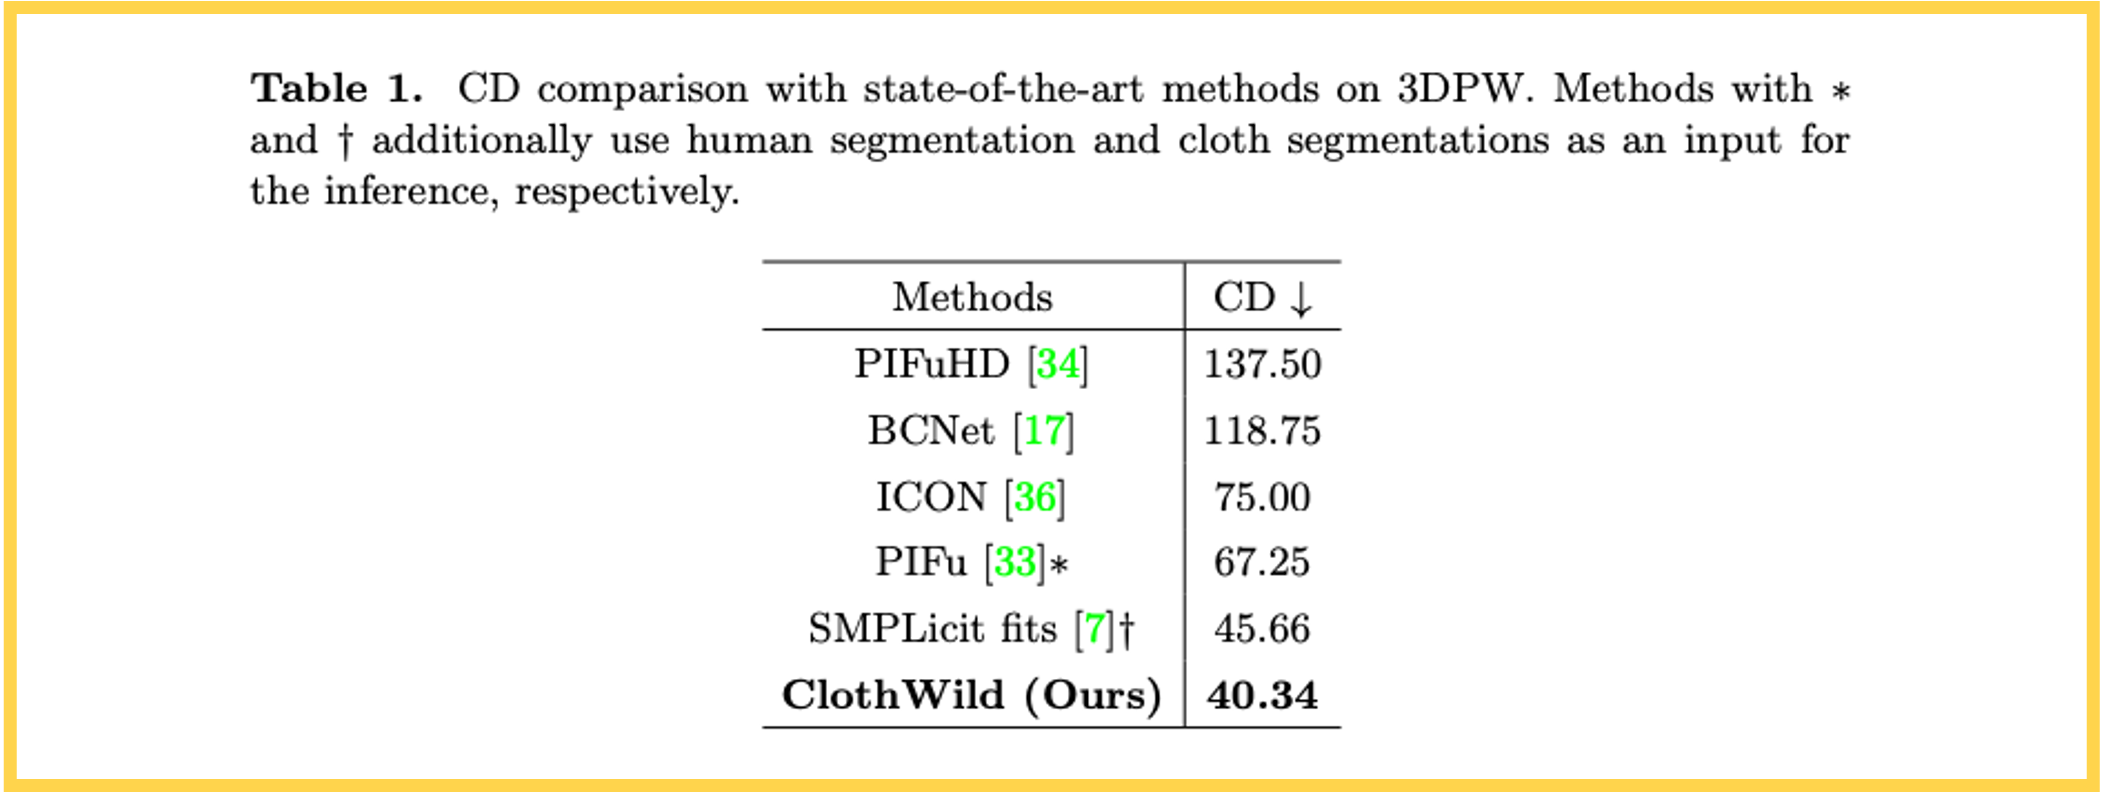 Table 1. CD comparison with state-of-the-art methods on 3DPW. Methods with ∗
and † additionally use human segmentation and cloth segmentations as an input for
the inference, respectively.
Methods CD ↓
PIFuHD [34] 137.50
BCNet [17] 118.75
ICON [36] 75.00
PIFu [33]∗ 67.25
SMPLicit fits [7]† 45.66
ClothWild (Ours) 40.34